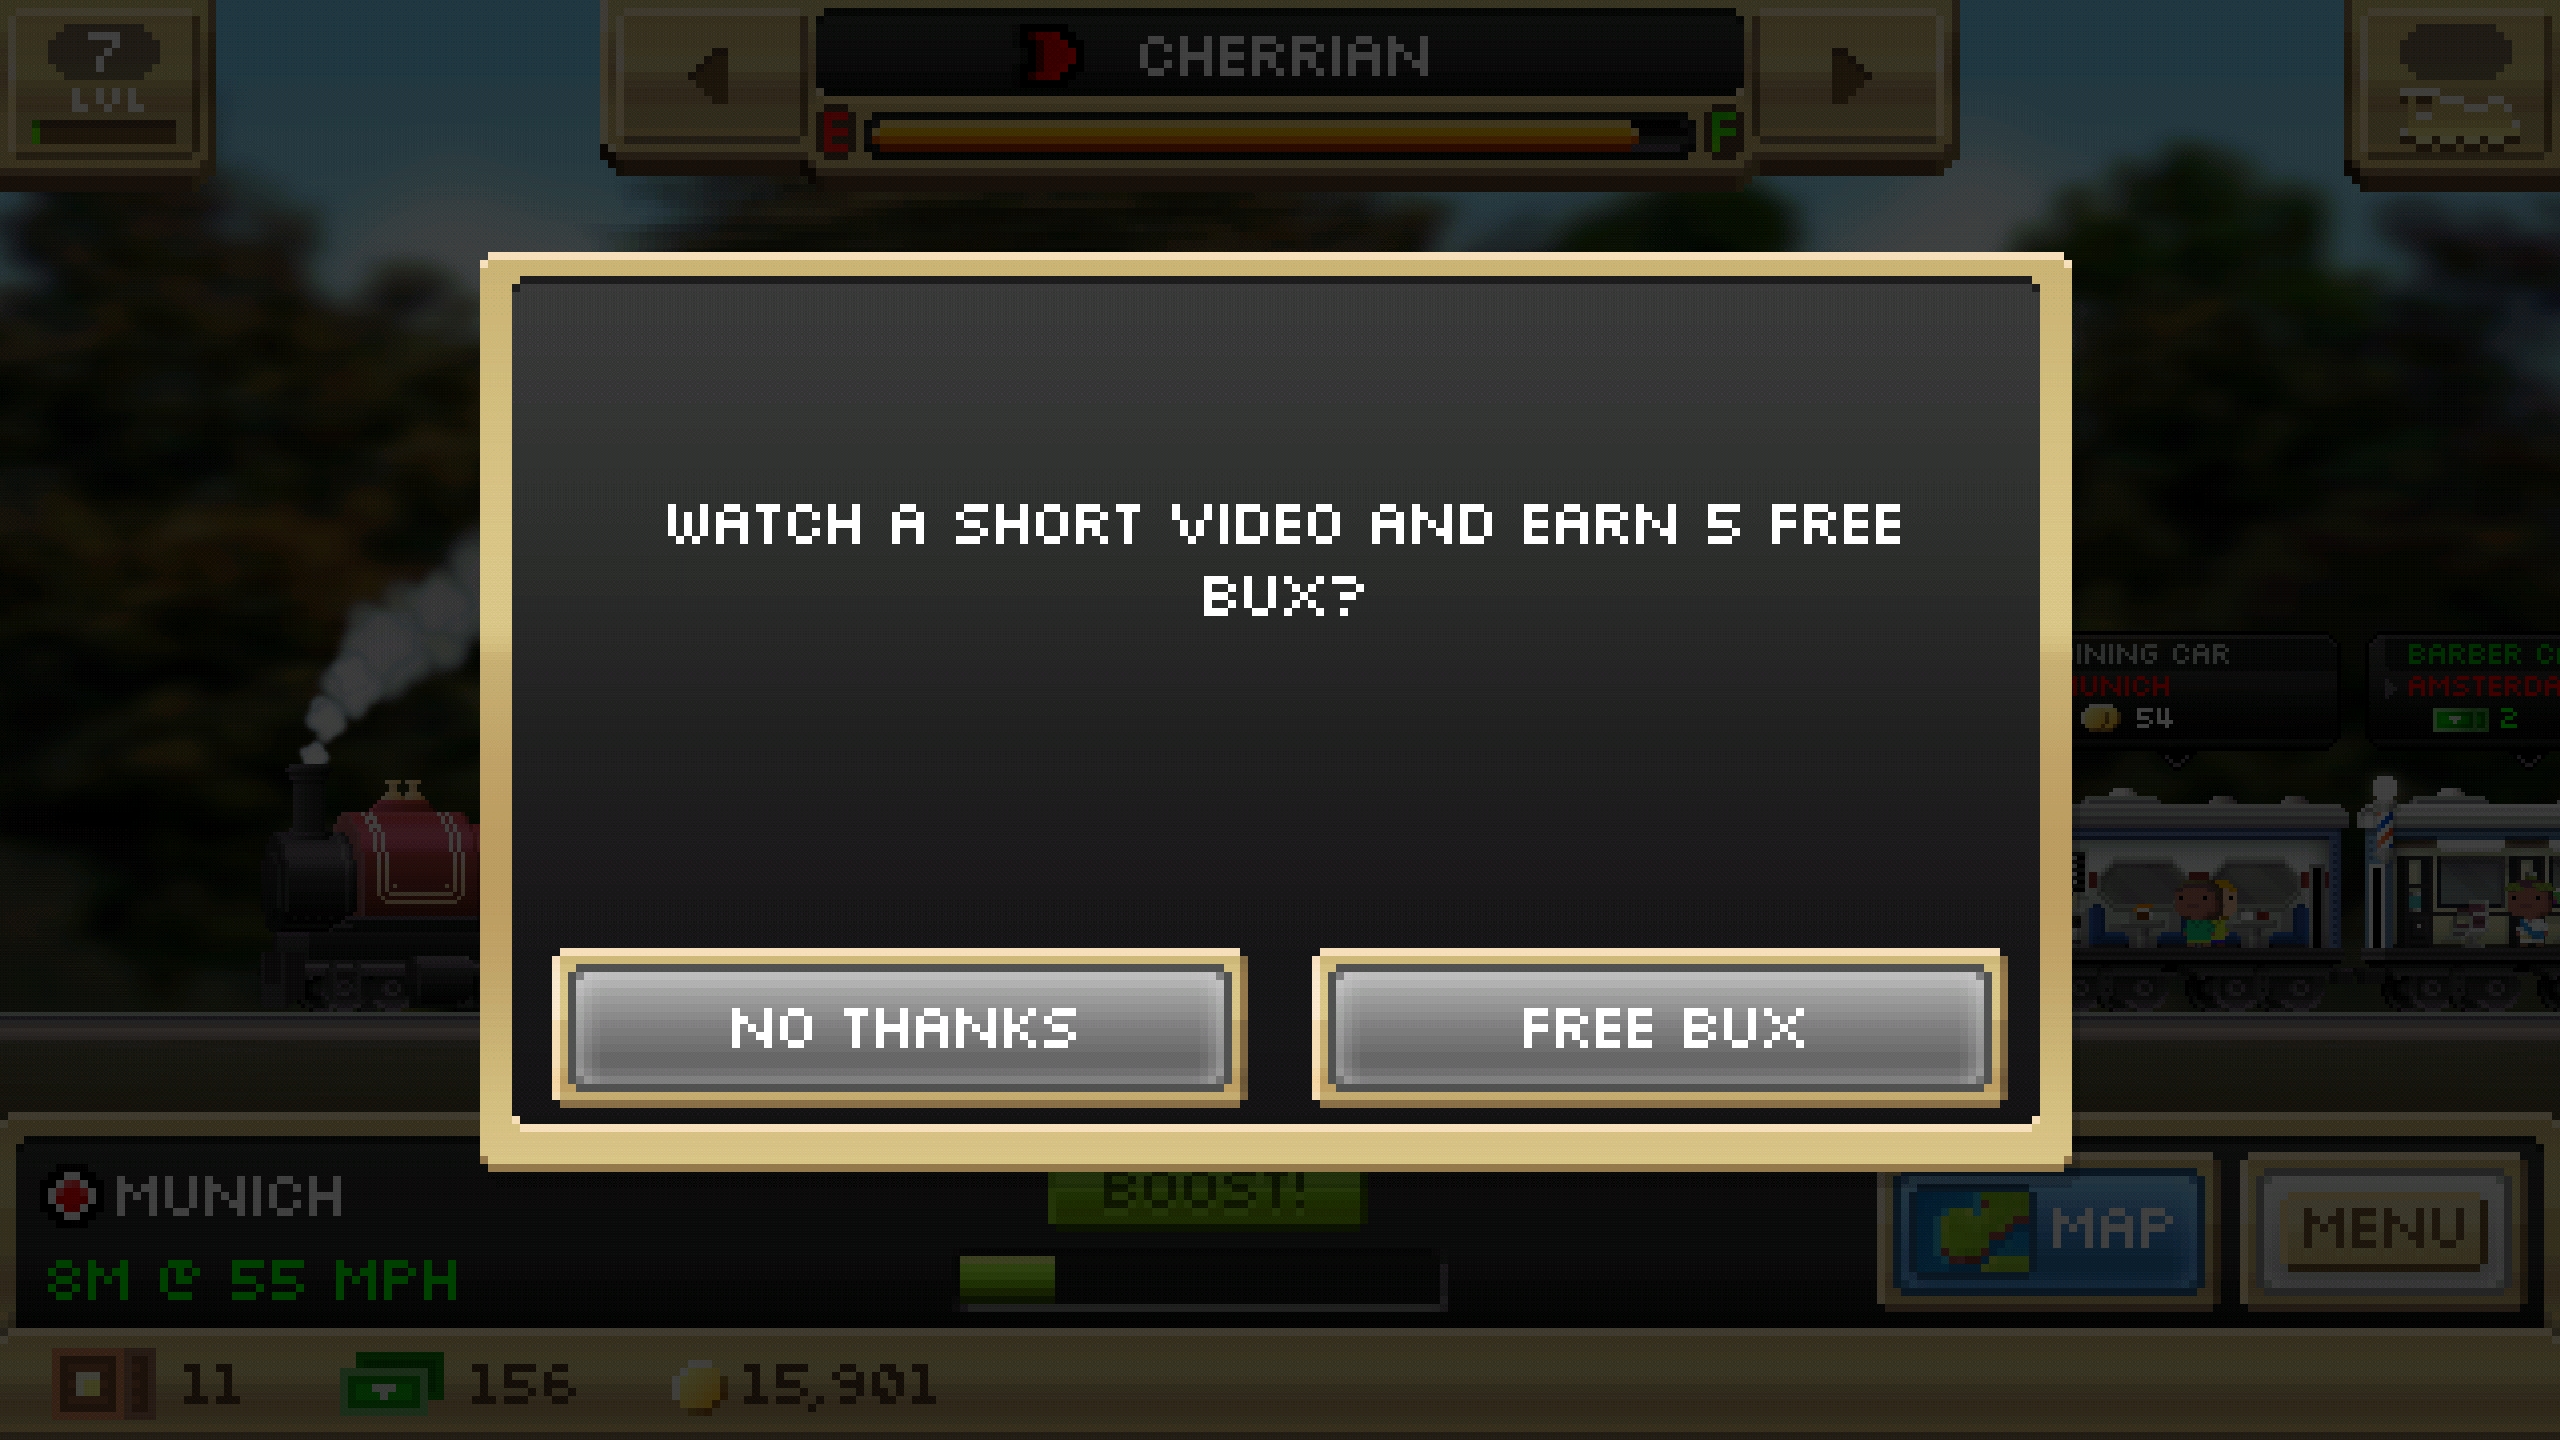 7
LVL
CHERRIAN
E F
WATCH A SHORT VIDEO AND EARN 5 FREE
BUX?
INING CAR
UNICH
54
BARBER C
AMSTERDA
2
NO THANKS
FREE BUX
MUNICH
8M @ 55 MPH
BOOST!
MAP
MENU
11
156
15,901